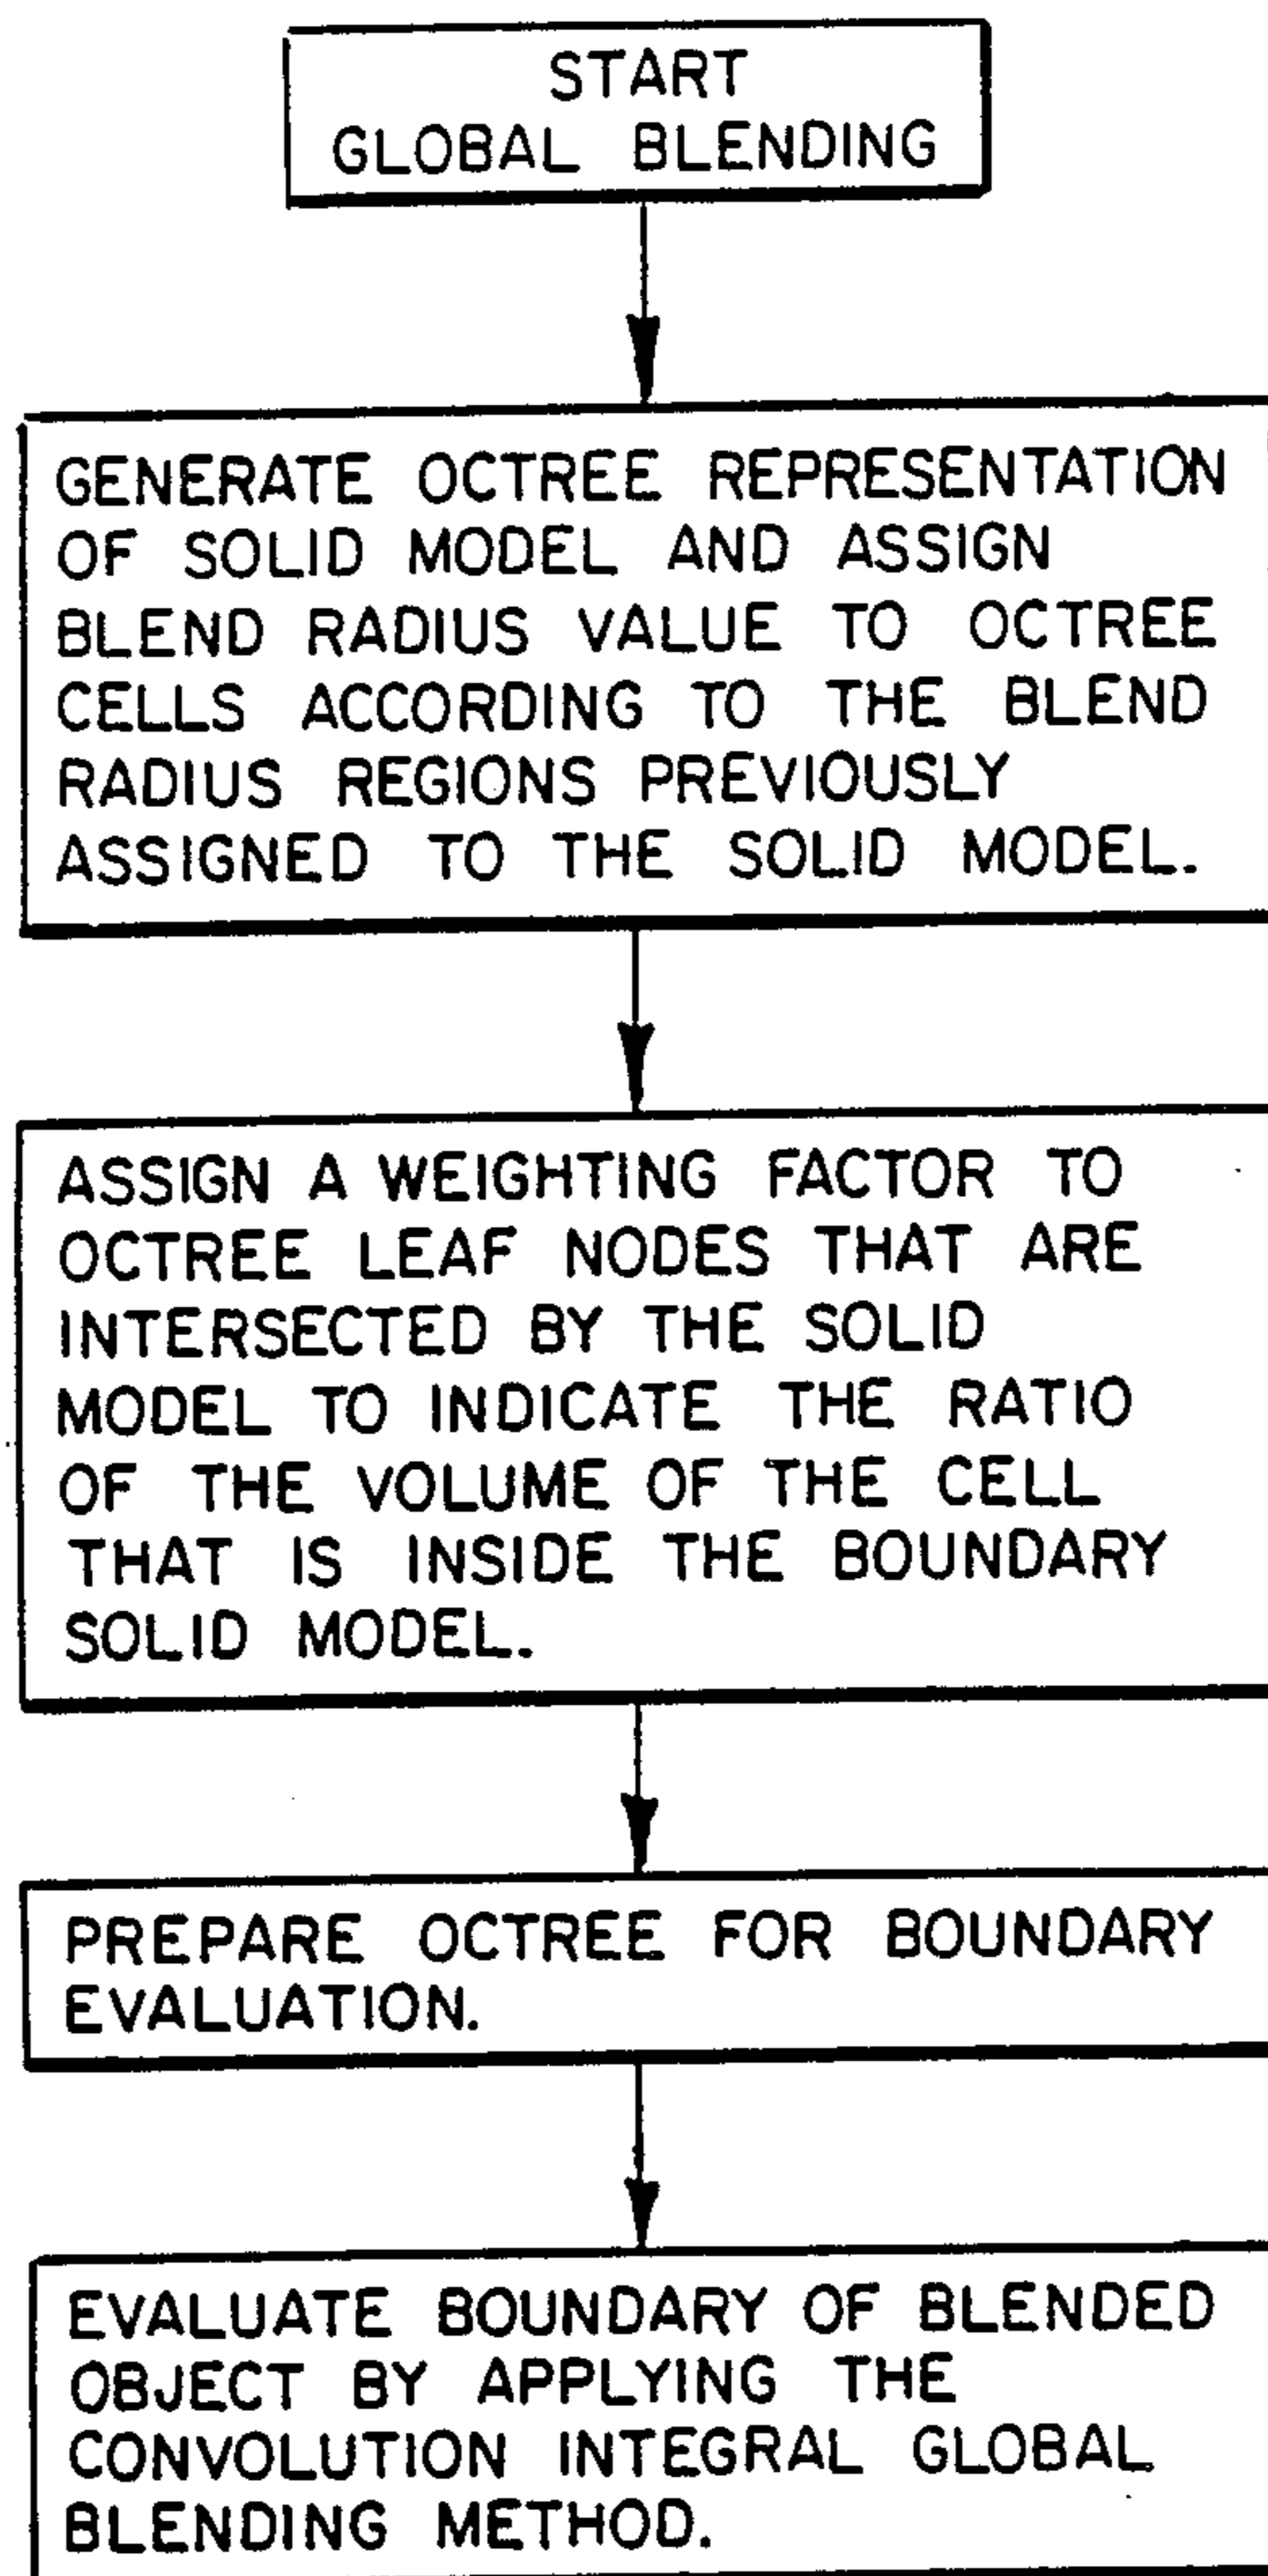 START
GLOBAL BLENDING
GENERATE OCTREE REPRESENTATION
OF SOLID MODEL AND ASSIGN
BLEND RADIUS VALUE TO OCTREE
CELLS ACCORDING TO THE BLEND
RADIUS REGIONS PREVIOUSLY
ASSIGNED TO THE SOLID MODEL.
ASSIGN A WEIGHTING FACTOR TO
OCTREE LEAF NODES THAT ARE
INTERSECTED BY THE SOLID
MODEL TO INDICATE THE RATIO
OF THE VOLUME OF THE CELL
THAT IS INSIDE THE BOUNDARY
SOLID MODEL.
PREPARE OCTREE FOR BOUNDARY
EVALUATION.
EVALUATE BOUNDARY OF BLENDED
OBJECT BY APPLYING THE
CONVOLUTION INTEGRAL GLOBAL
BLENDING METHOD.